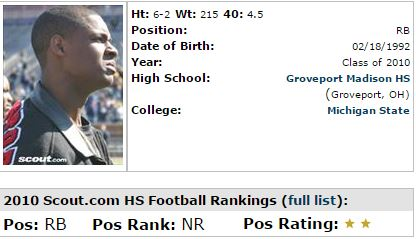 Ht: 6-2 Wt: 215 40: 4.5
Position: RB
Date of Birth: 02/18/1992
Year: Class of 2010
High School: Groveport Madison HS
(Groveport, OH)
College: Michigan State
scout.com
2010 Scout.com HS Football Rankings (full list):
Pos: RB Pos Rank: NR Pos Rating: ★ ★